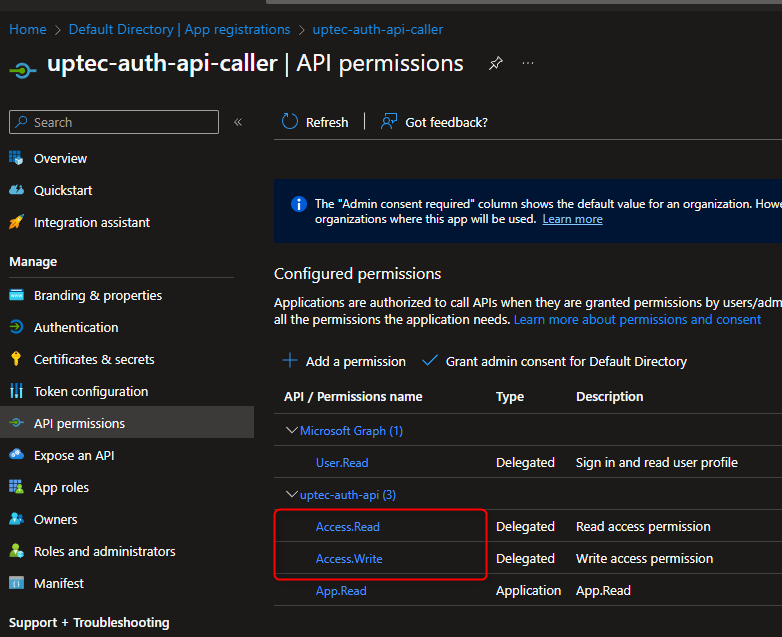 Home > Default Directory | App registrations > uptec-auth-api-caller
uptec-auth-api-caller | API permissions
Search
«
Refresh
Got feedback?
Overview
Quickstart
Integration assistant
Manage
Branding & properties
Authentication
Certificates & secrets
Token configuration
API permissions
Expose an API
App roles
Owners
Roles and administrators
Manifest
Support + Troubleshooting
The "Admin consent required" column shows the default value for an organization. Howe
organizations where this app will be used. Learn more
Configured permissions
Applications are authorized to call APIs when they are granted permissions by users/adm
all the permissions the application needs. Learn more about permissions and consent
Add a permission
Grant admin consent for Default Directory
API / Permissions name Type Description
Microsoft Graph (1)
User.Read Delegated Sign in and read user profile
uptec-auth-api (3)
Access.Read Delegated Read access permission
Access.Write Delegated Write access permission
App.Read Application App.Read